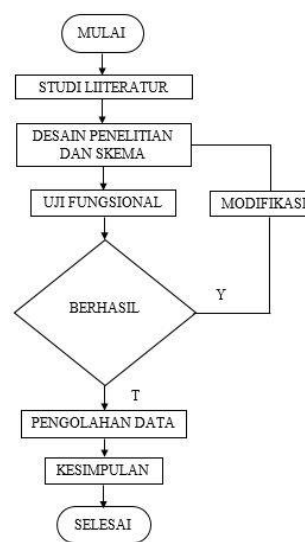 MULAI
STUDI LIITERATUR
DESAIN PENELITIAN
DAN SKEMA
UJI FUNGSIONAL
MODIFIKASI
BERHASIL
Y
T
PENGOLAHAN DATA
KESIMPULAN
SELESAI